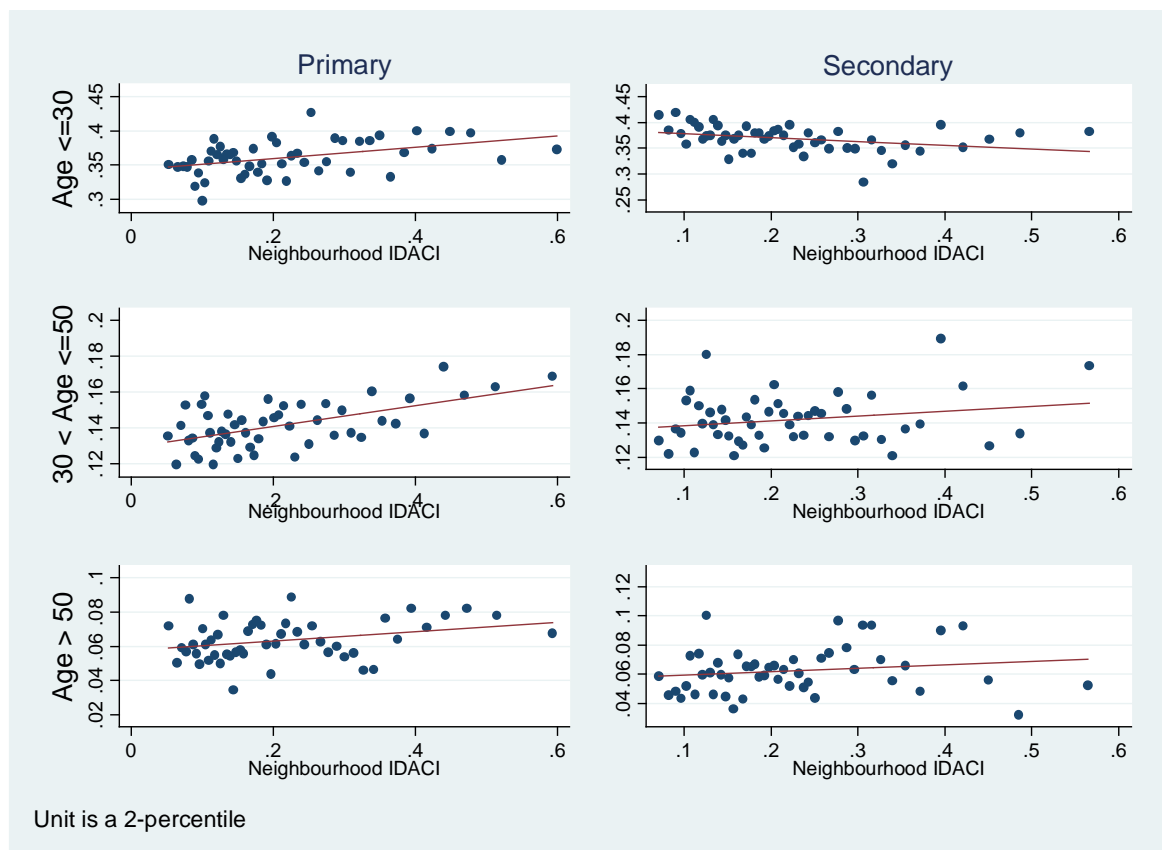 Primary
Secondary
Age <=30
.3 .35 .4 .45
0 .2 .4 .6
Neighbourhood IDACI
.25 .3 .35 .4 .45
.1 .2 .3 .4 .5 .6
Neighbourhood IDACI
30 < Age <=50
.12 .14 .16 .18 .2
0 .2 .4 .6
Neighbourhood IDACI
.12 .14 .16 .18 .2
.1 .2 .3 .4 .5 .6
Neighbourhood IDACI
Age > 50
.02 .04 .06 .08 .1
0 .2 .4 .6
Neighbourhood IDACI
.04 .06 .08 .1 .12
.1 .2 .3 .4 .5 .6
Neighbourhood IDACI
Unit is a 2-percentile